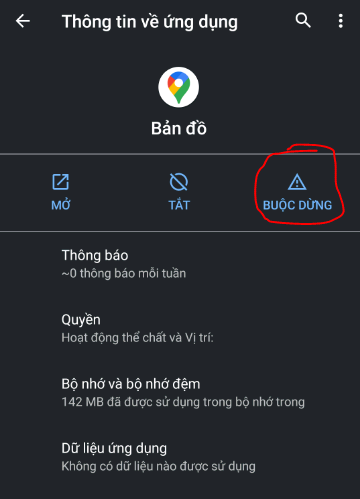 Thông tin về ứng dụng
Bản đồ
MỞ TẮT BUỘC DỪNG
Thông báo
~0 thông báo mỗi tuần
Quyền
Hoạt động thể chất và Vị trí:
Bộ nhớ và bộ nhớ đệm
142 MB đã được sử dụng trong bộ nhớ trong
Dữ liệu ứng dụng
Không có dữ liệu nào được sử dụng